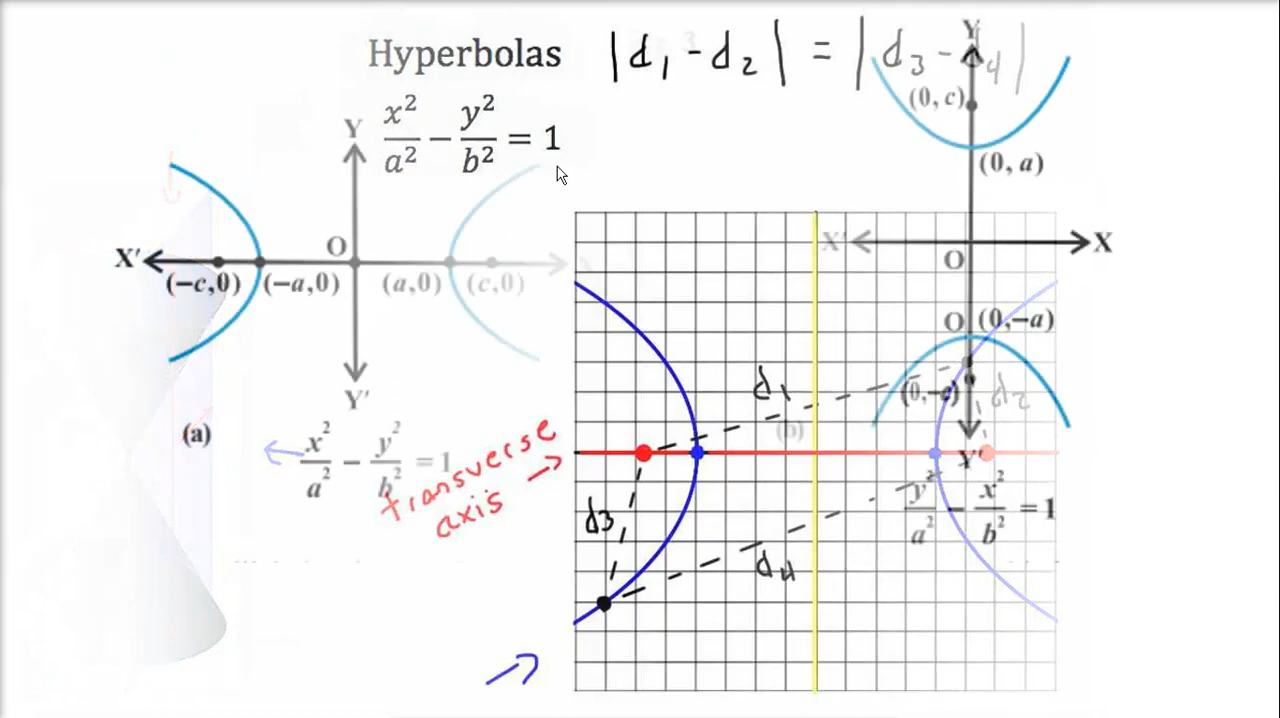 Hyperbolas
|d₁ - d₂| = |d₃ - d₄|
x²/a² − y²/b² = 1
Y
X′
O
(−c,0)
(−a,0)
(a,0)
(c,0)
Y′
(a)
x²/a² − y²/b² = 1
transverse
axis
Y
(0, c)
(0, a)
X′
X
O
O
(0,−a)
(0,−c)
d₁
d₂
(b)
Y′
d₃
d₄
y²/a² − x²/b² = 1